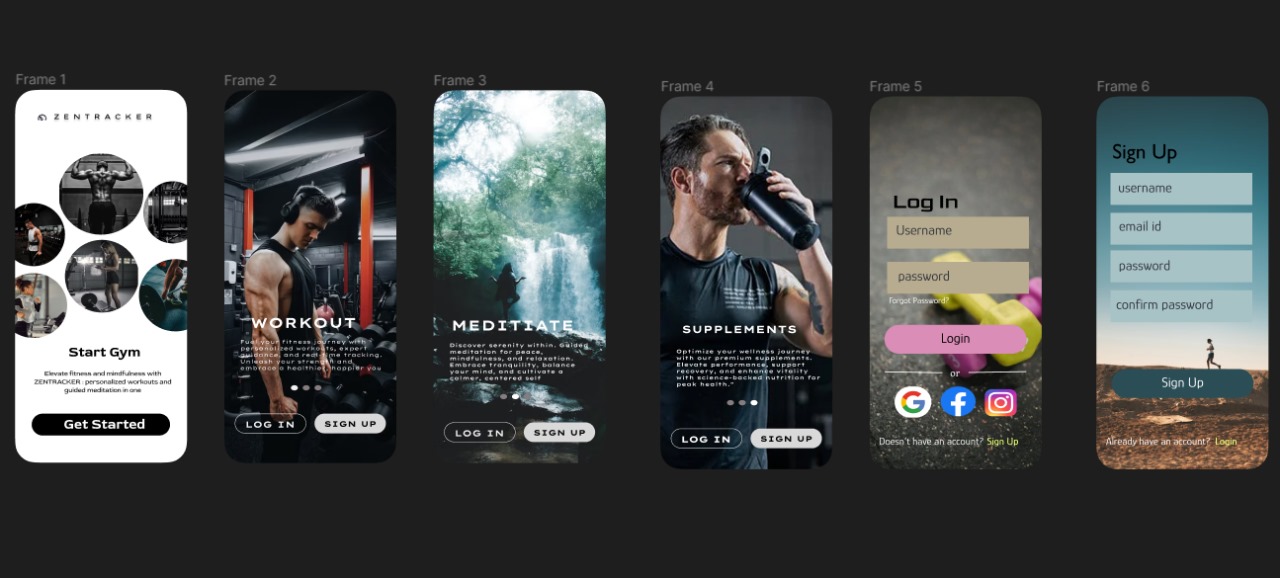 Frame 1
ZENTRACKER
Start Gym
Elevate fitness and mindfulness with
ZENTRACKER : personalized workouts and
guided meditation in one
Get Started
Frame 2
WORKOUT
Fuel your fitness journey with
personalized workouts, expert
guidance, and real-time tracking.
Unleash your strength and
embrace a healthier, happier you
LOG IN
SIGN UP
Frame 3
MEDITIATE
Discover serenity within. Guided
meditation for peace,
mindfulness, and relaxation.
Embrace tranquility, balance
your mind, and cultivate a
calmer, centered self
LOG IN
SIGN UP
Frame 4
SUPPLEMENTS
Optimize your wellness journey
with our premium supplements.
Elevate performance, support
recovery, and enhance vitality
with science-backed nutrition for
peak health."
LOG IN
SIGN UP
Frame 5
Log In
Username
password
Forgot Password?
Login
or
Doesn't have an account? Sign Up
Frame 6
Sign Up
username
email id
password
confirm password
Sign Up
Already have an account? Login